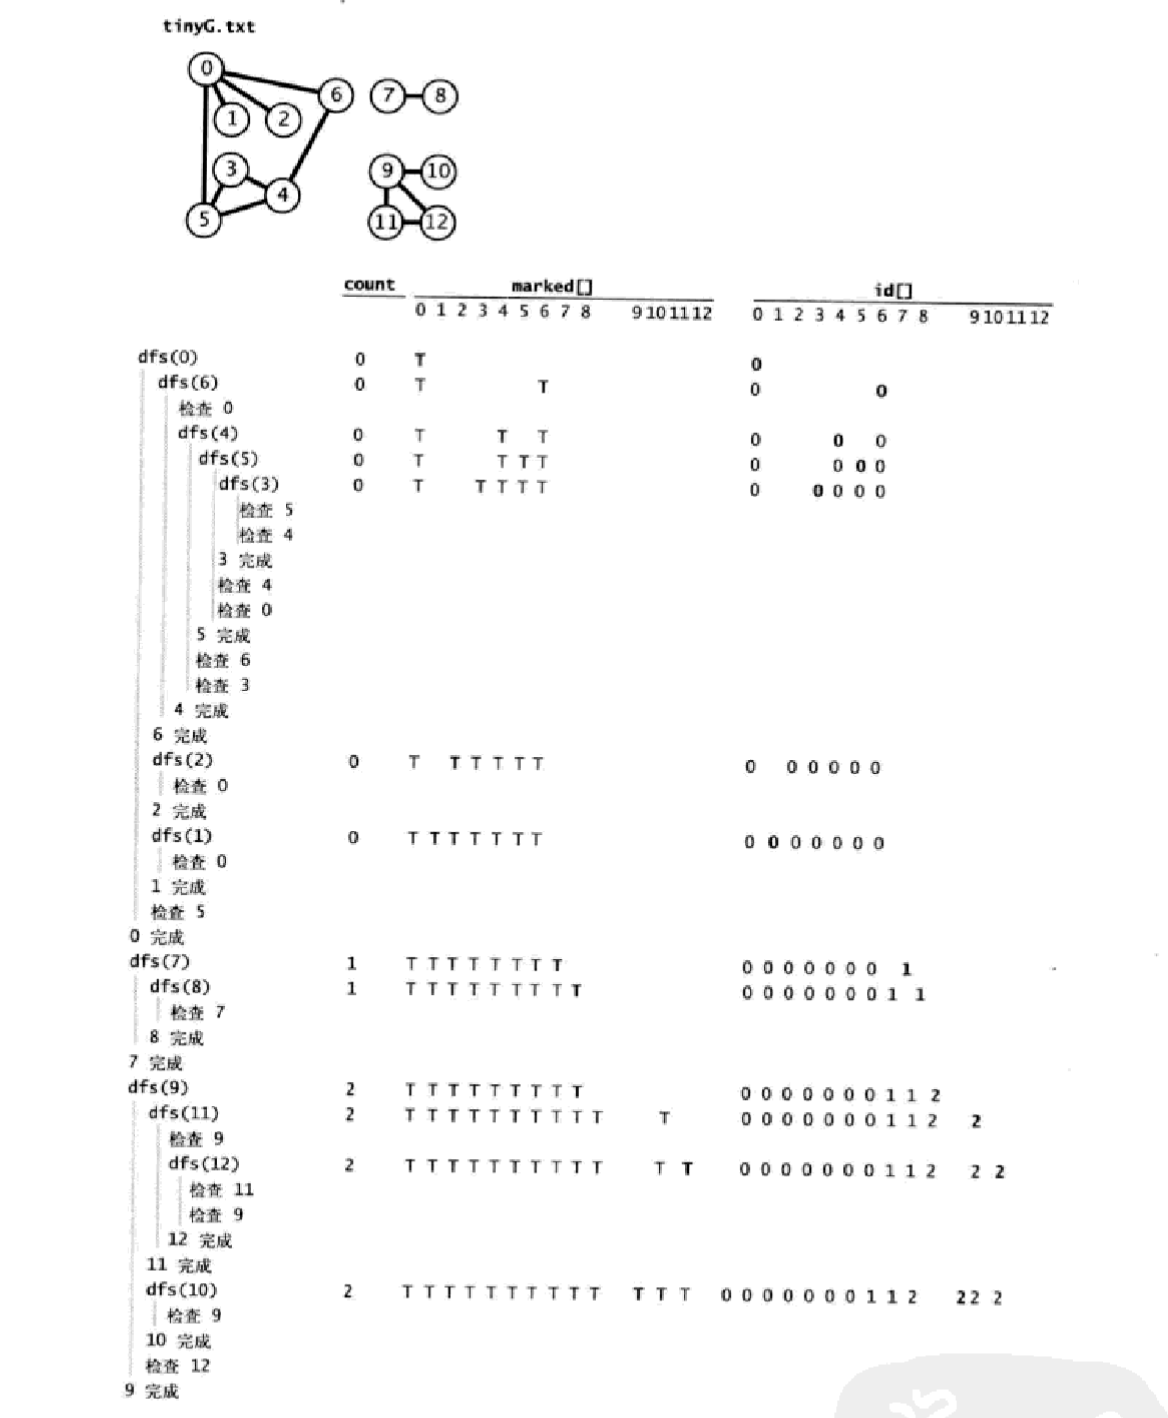 tinyG.txt
0
6
7
8
1
2
3
9
10
4
5
11
12
count marked[] id[]
0 1 2 3 4 5 6 7 8 9101112 0 1 2 3 4 5 6 7 8 9101112
dfs(0) 0 T 0
dfs(6) 0 T T 0 0
检查 0
dfs(4) 0 T T T 0 0 0
dfs(5) 0 T T T T 0 0 0 0
dfs(3) 0 T T T T T 0 0 0 0 0
检查 5
检查 4
3 完成
检查 4
检查 0
5 完成
检查 6
检查 3
4 完成
6 完成
dfs(2) 0 T T T T T T 0 0 0 0 0 0
检查 0
2 完成
dfs(1) 0 T T T T T T T 0 0 0 0 0 0 0
检查 0
1 完成
检查 5
0 完成
dfs(7) 1 T T T T T T T T 0 0 0 0 0 0 0 1
dfs(8) 1 T T T T T T T T T 0 0 0 0 0 0 0 1 1
检查 7
8 完成
7 完成
dfs(9) 2 T T T T T T T T T 0 0 0 0 0 0 0 1 1 2
dfs(11) 2 T T T T T T T T T T T 0 0 0 0 0 0 0 1 1 2 2
检查 9
dfs(12) 2 T T T T T T T T T T T T 0 0 0 0 0 0 0 1 1 2 2 2
检查 11
检查 9
12 完成
11 完成
dfs(10) 2 T T T T T T T T T T T T T 0 0 0 0 0 0 0 1 1 2 22 2
检查 9
10 完成
检查 12
9 完成